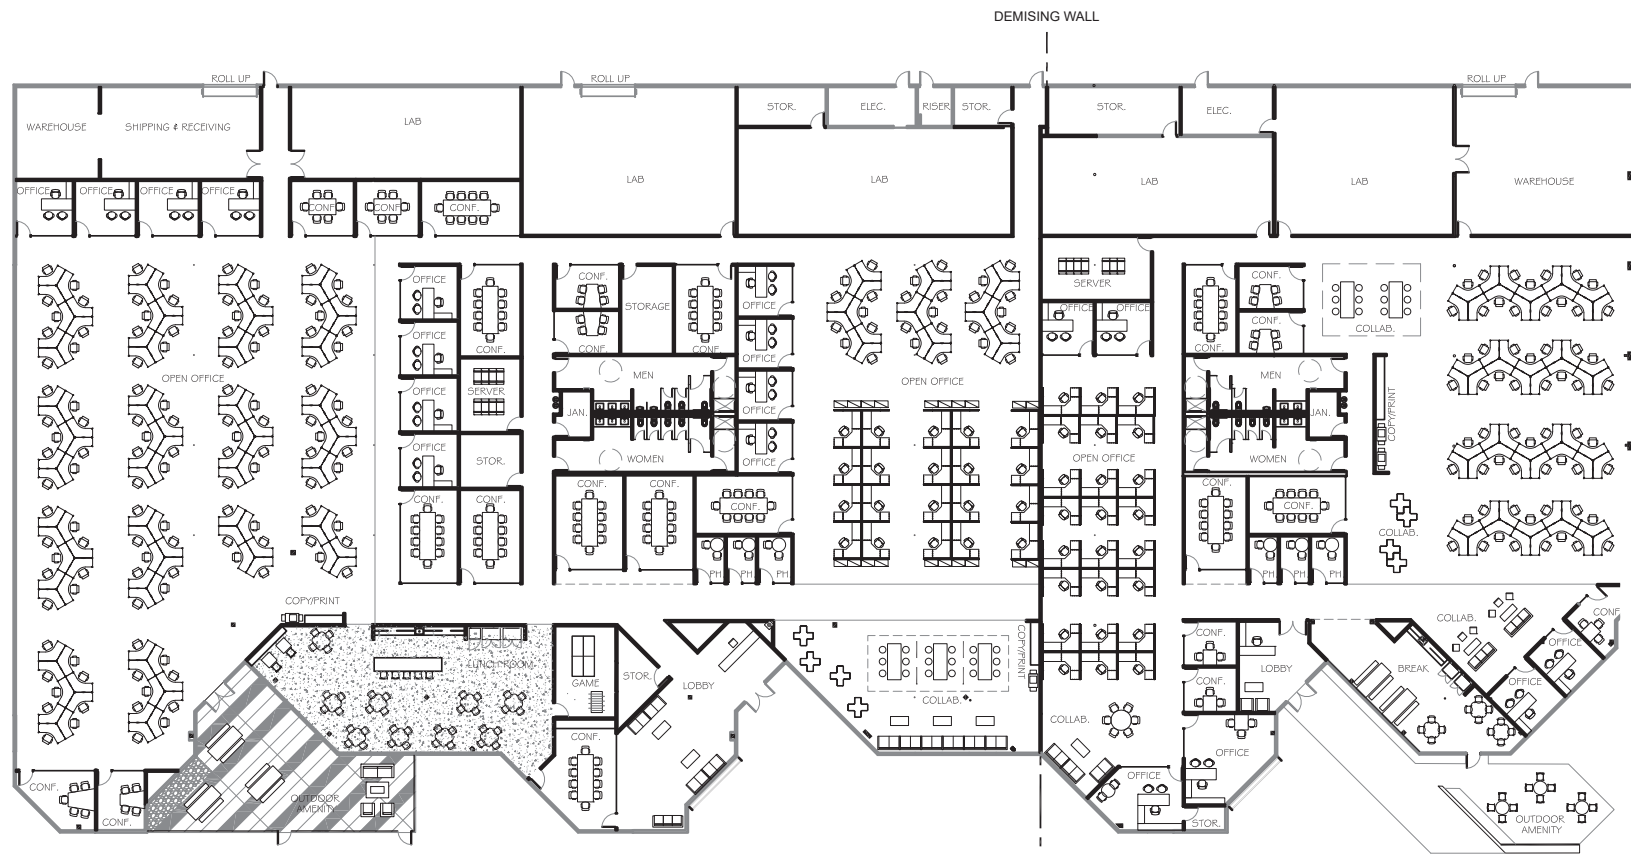 DEMISING WALL
ROLL UP
ROLL UP
ROLL UP
WAREHOUSE
SHIPPING & RECEIVING
LAB
STOR.
ELEC.
RISER
STOR.
STOR.
ELEC.
LAB
LAB
LAB
LAB
WAREHOUSE
OFFICE
OFFICE
OFFICE
OFFICE
CONF.
CONF.
CONF.
OFFICE
CONF.
CONF.
STORAGE
OFFICE
SERVER
CONF.
COLLAB.
OFFICE
OFFICE
OFFICE
CONF.
CONF.
CONF.
OFFICE
CONF.
CONF.
OPEN OFFICE
OFFICE
SERVER
MEN
OFFICE
OPEN OFFICE
MEN
JAN.
JAN.
COPY/PRINT
OFFICE
STOR.
WOMEN
OFFICE
OPEN OFFICE
WOMEN
CONF.
CONF.
CONF.
CONF.
CONF.
CONF.
CONF.
COLLAB.
PH.
PH.
PH.
PH.
PH.
PH.
COPY/PRINT
LUNCH ROOM
GAME
STOR.
LOBBY
COPY/PRINT
COLLAB.
CONF.
CONF.
LOBBY
COLLAB.
CONF.
OFFICE
BREAK
OFFICE
COLLAB.
CONF.
OFFICE
OFFICE
STOR.
CONF.
CONF.
OUTDOOR
AMENITY
OUTDOOR
AMENITY